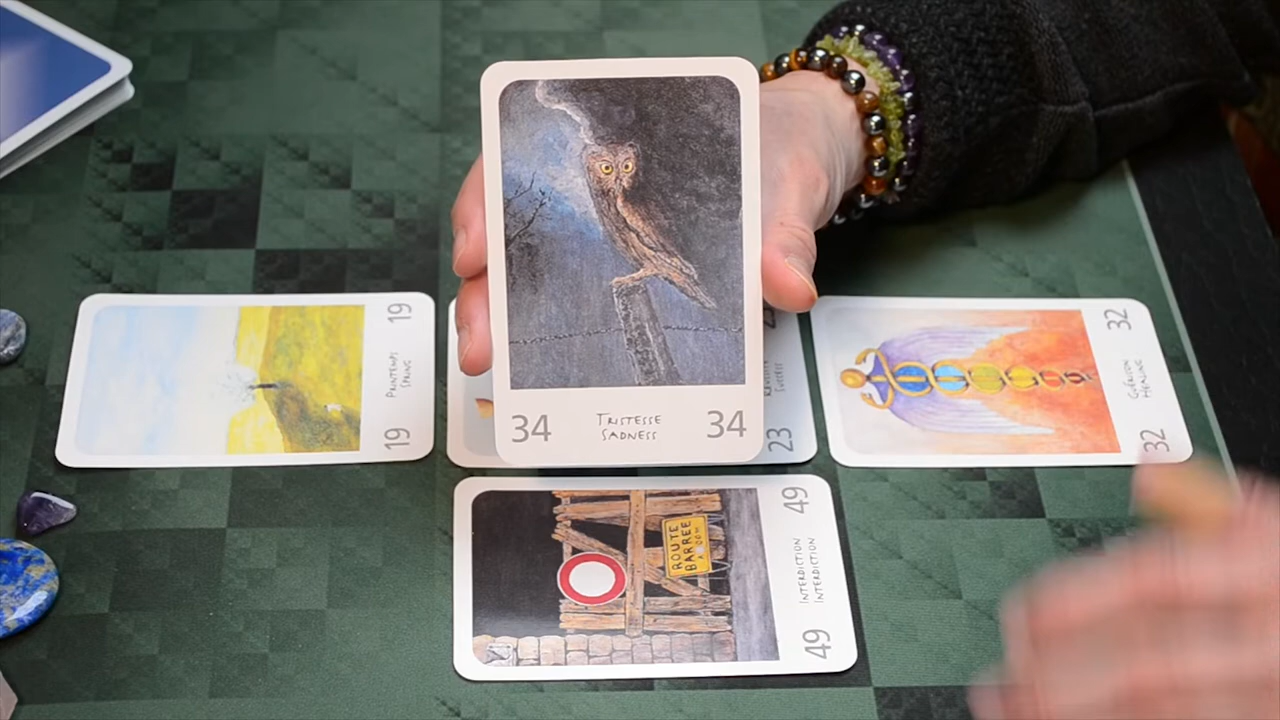 34 TRISTESSE 34
SADNESS
19
PRINTEMPS
SPRING
19
SUCCESS
23
32
GUÉRISON
HEALING
32
ROUTE
BARRÉE
49
INTERDICTION
INTERDICTION
49